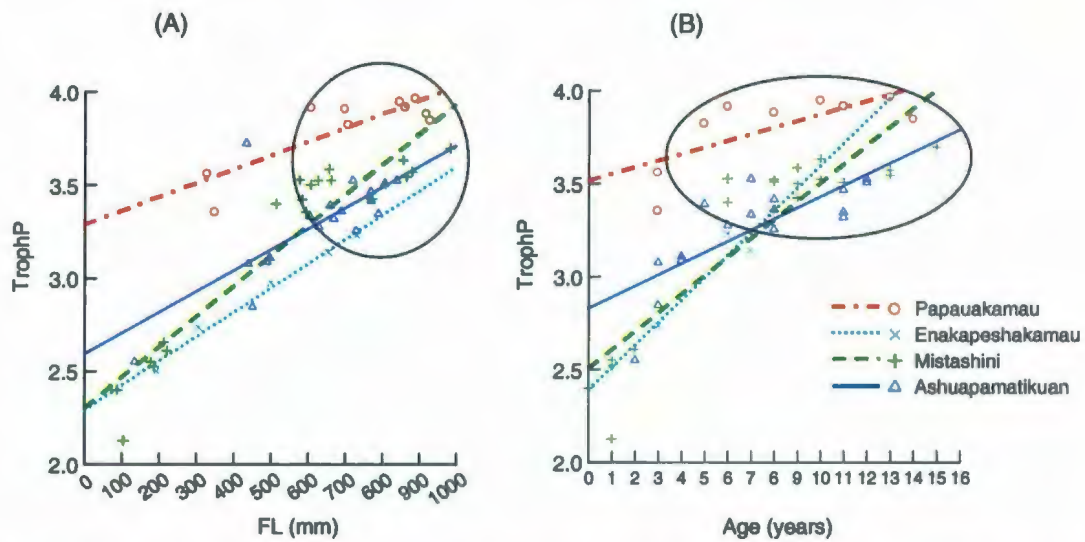 (A)
TrophP
4.0
3.5
3.0
2.5
2.0
0 100 200 300 400 500 600 700 800 900 1000
FL (mm)
(B)
TrophP
4.0
3.5
3.0
2.5
2.0
0 1 2 3 4 5 6 7 8 9 10 11 12 13 14 15 16
Age (years)
Papauakamau
Enakapeshakamau
Mistashini
Ashuapamatikuan